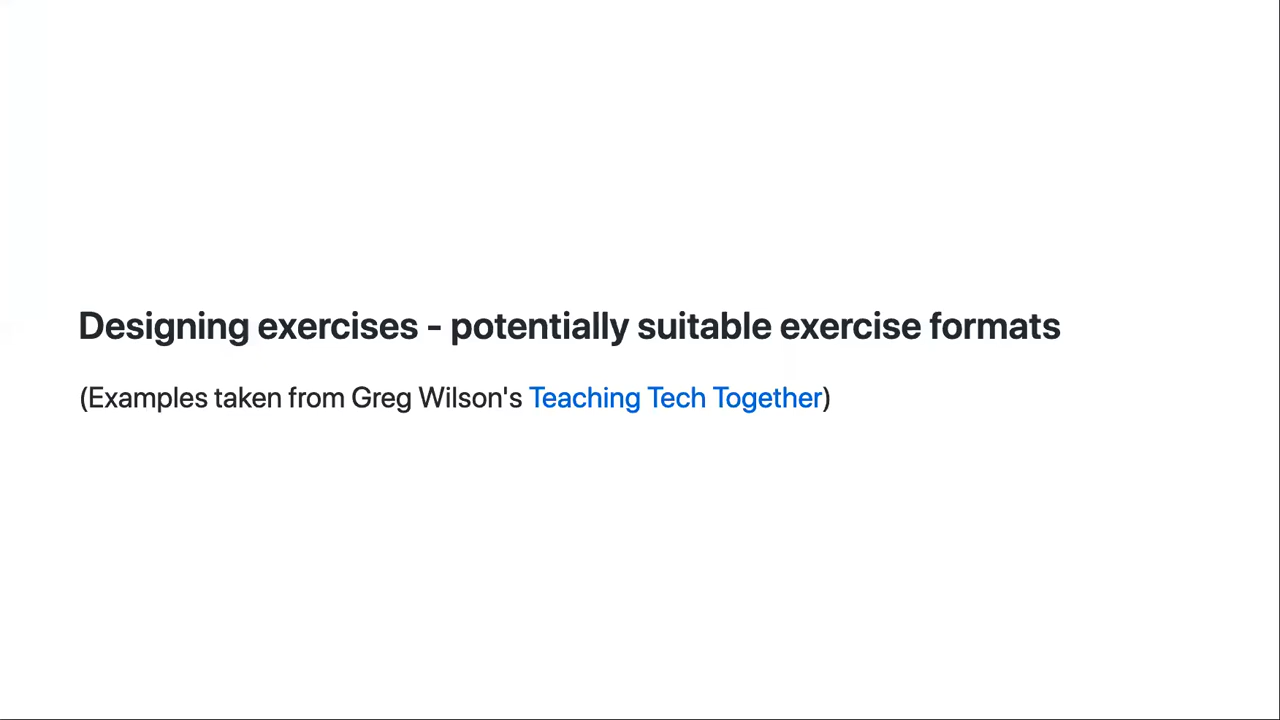 Designing exercises - potentially suitable exercise formats
(Examples taken from Greg Wilson's Teaching Tech Together)